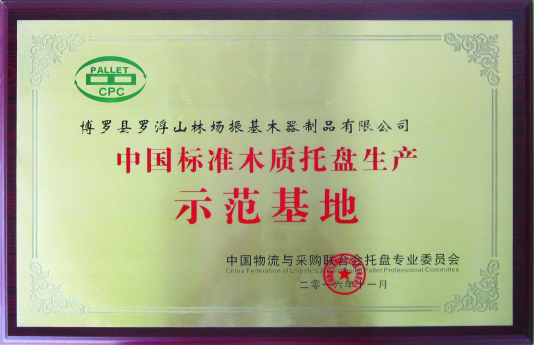 PALLET
CPC
博罗县罗浮山林场振基木器制品有限公司
中国标准木质托盘生产
示范基地
中国物流与采购联合会托盘专业委员会
China Federation of Logistics Pallet Professional Committee
二零一六年十一月